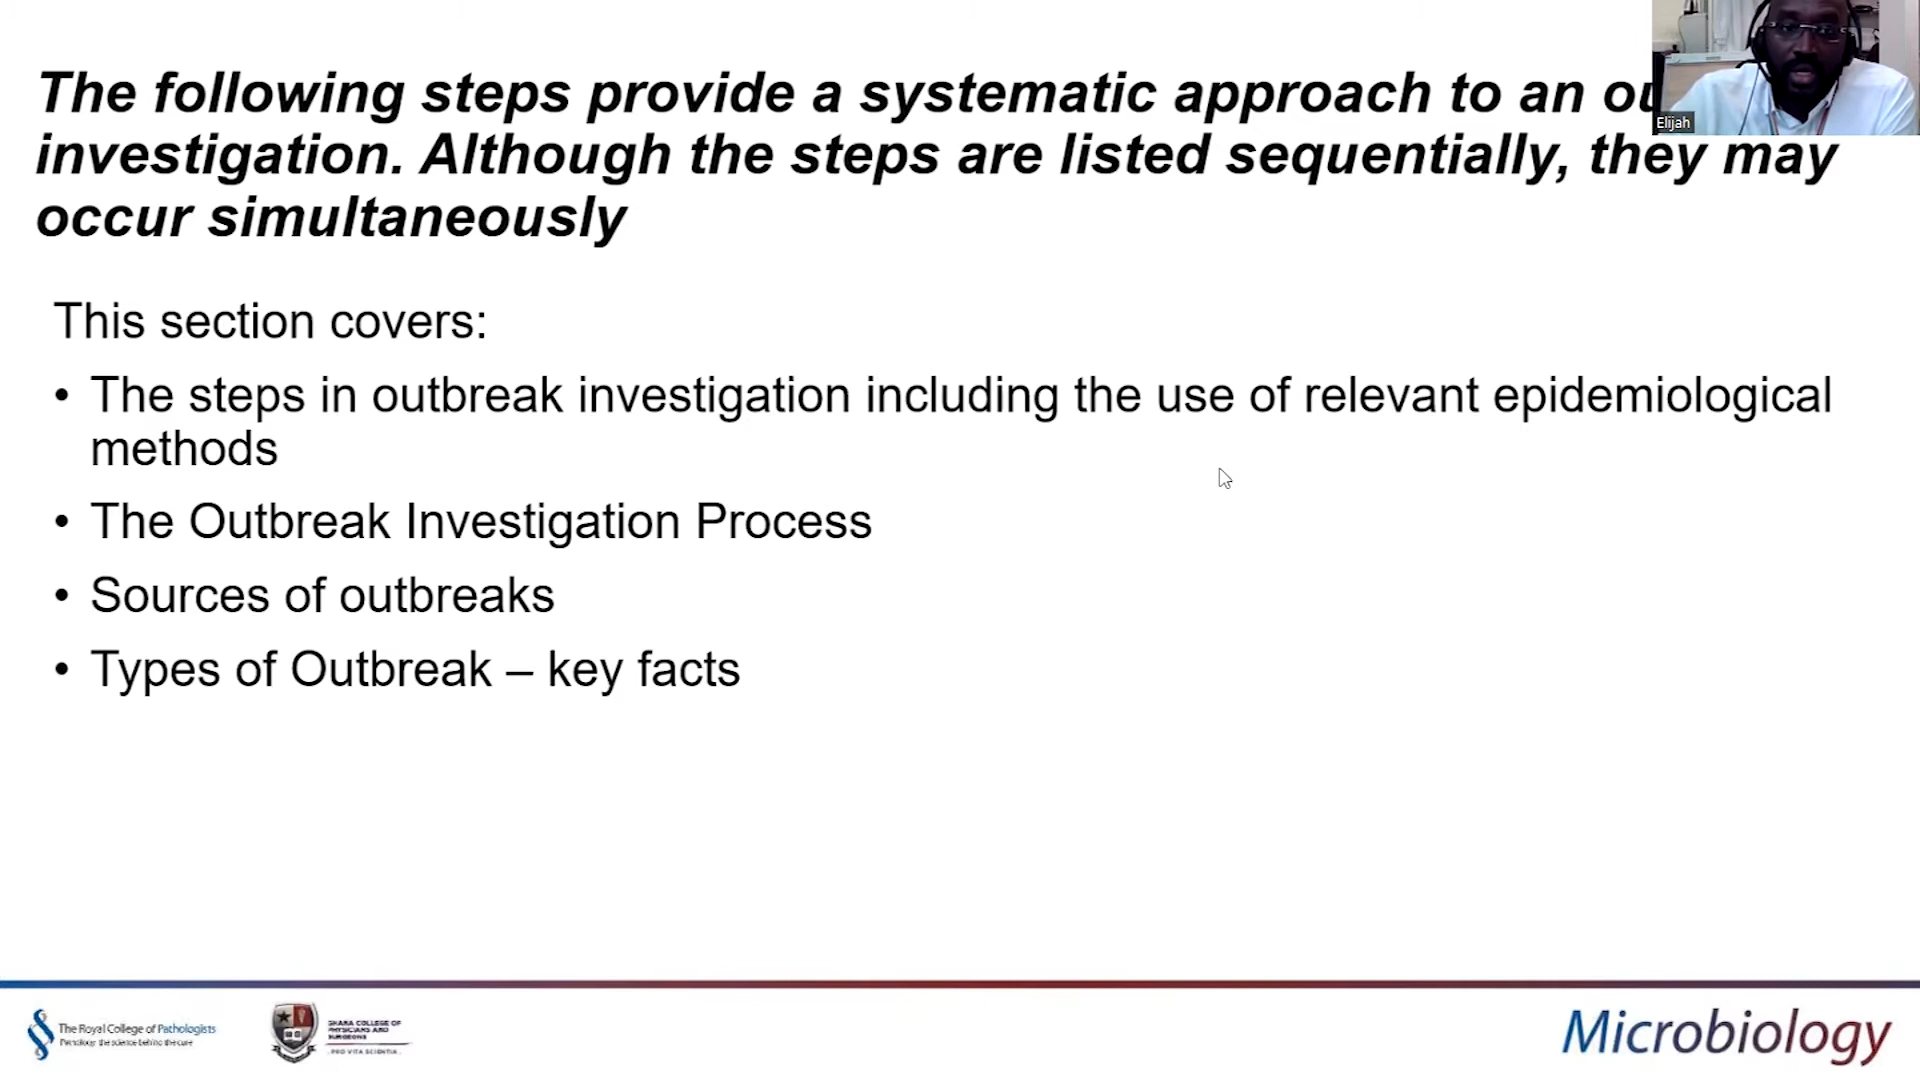 The following steps provide a systematic approach to an ou
investigation. Although the steps are listed sequentially, they may
occur simultaneously
Elijah
This section covers:
• The steps in outbreak investigation including the use of relevant epidemiological
methods
• The Outbreak Investigation Process
• Sources of outbreaks
• Types of Outbreak – key facts
The Royal College of Pathologists
Pathology: the science behind the cure
GHANA COLLEGE OF
PHYSICIANS AND
SURGEONS
PRO VITA SCIENTIA
Microbiology